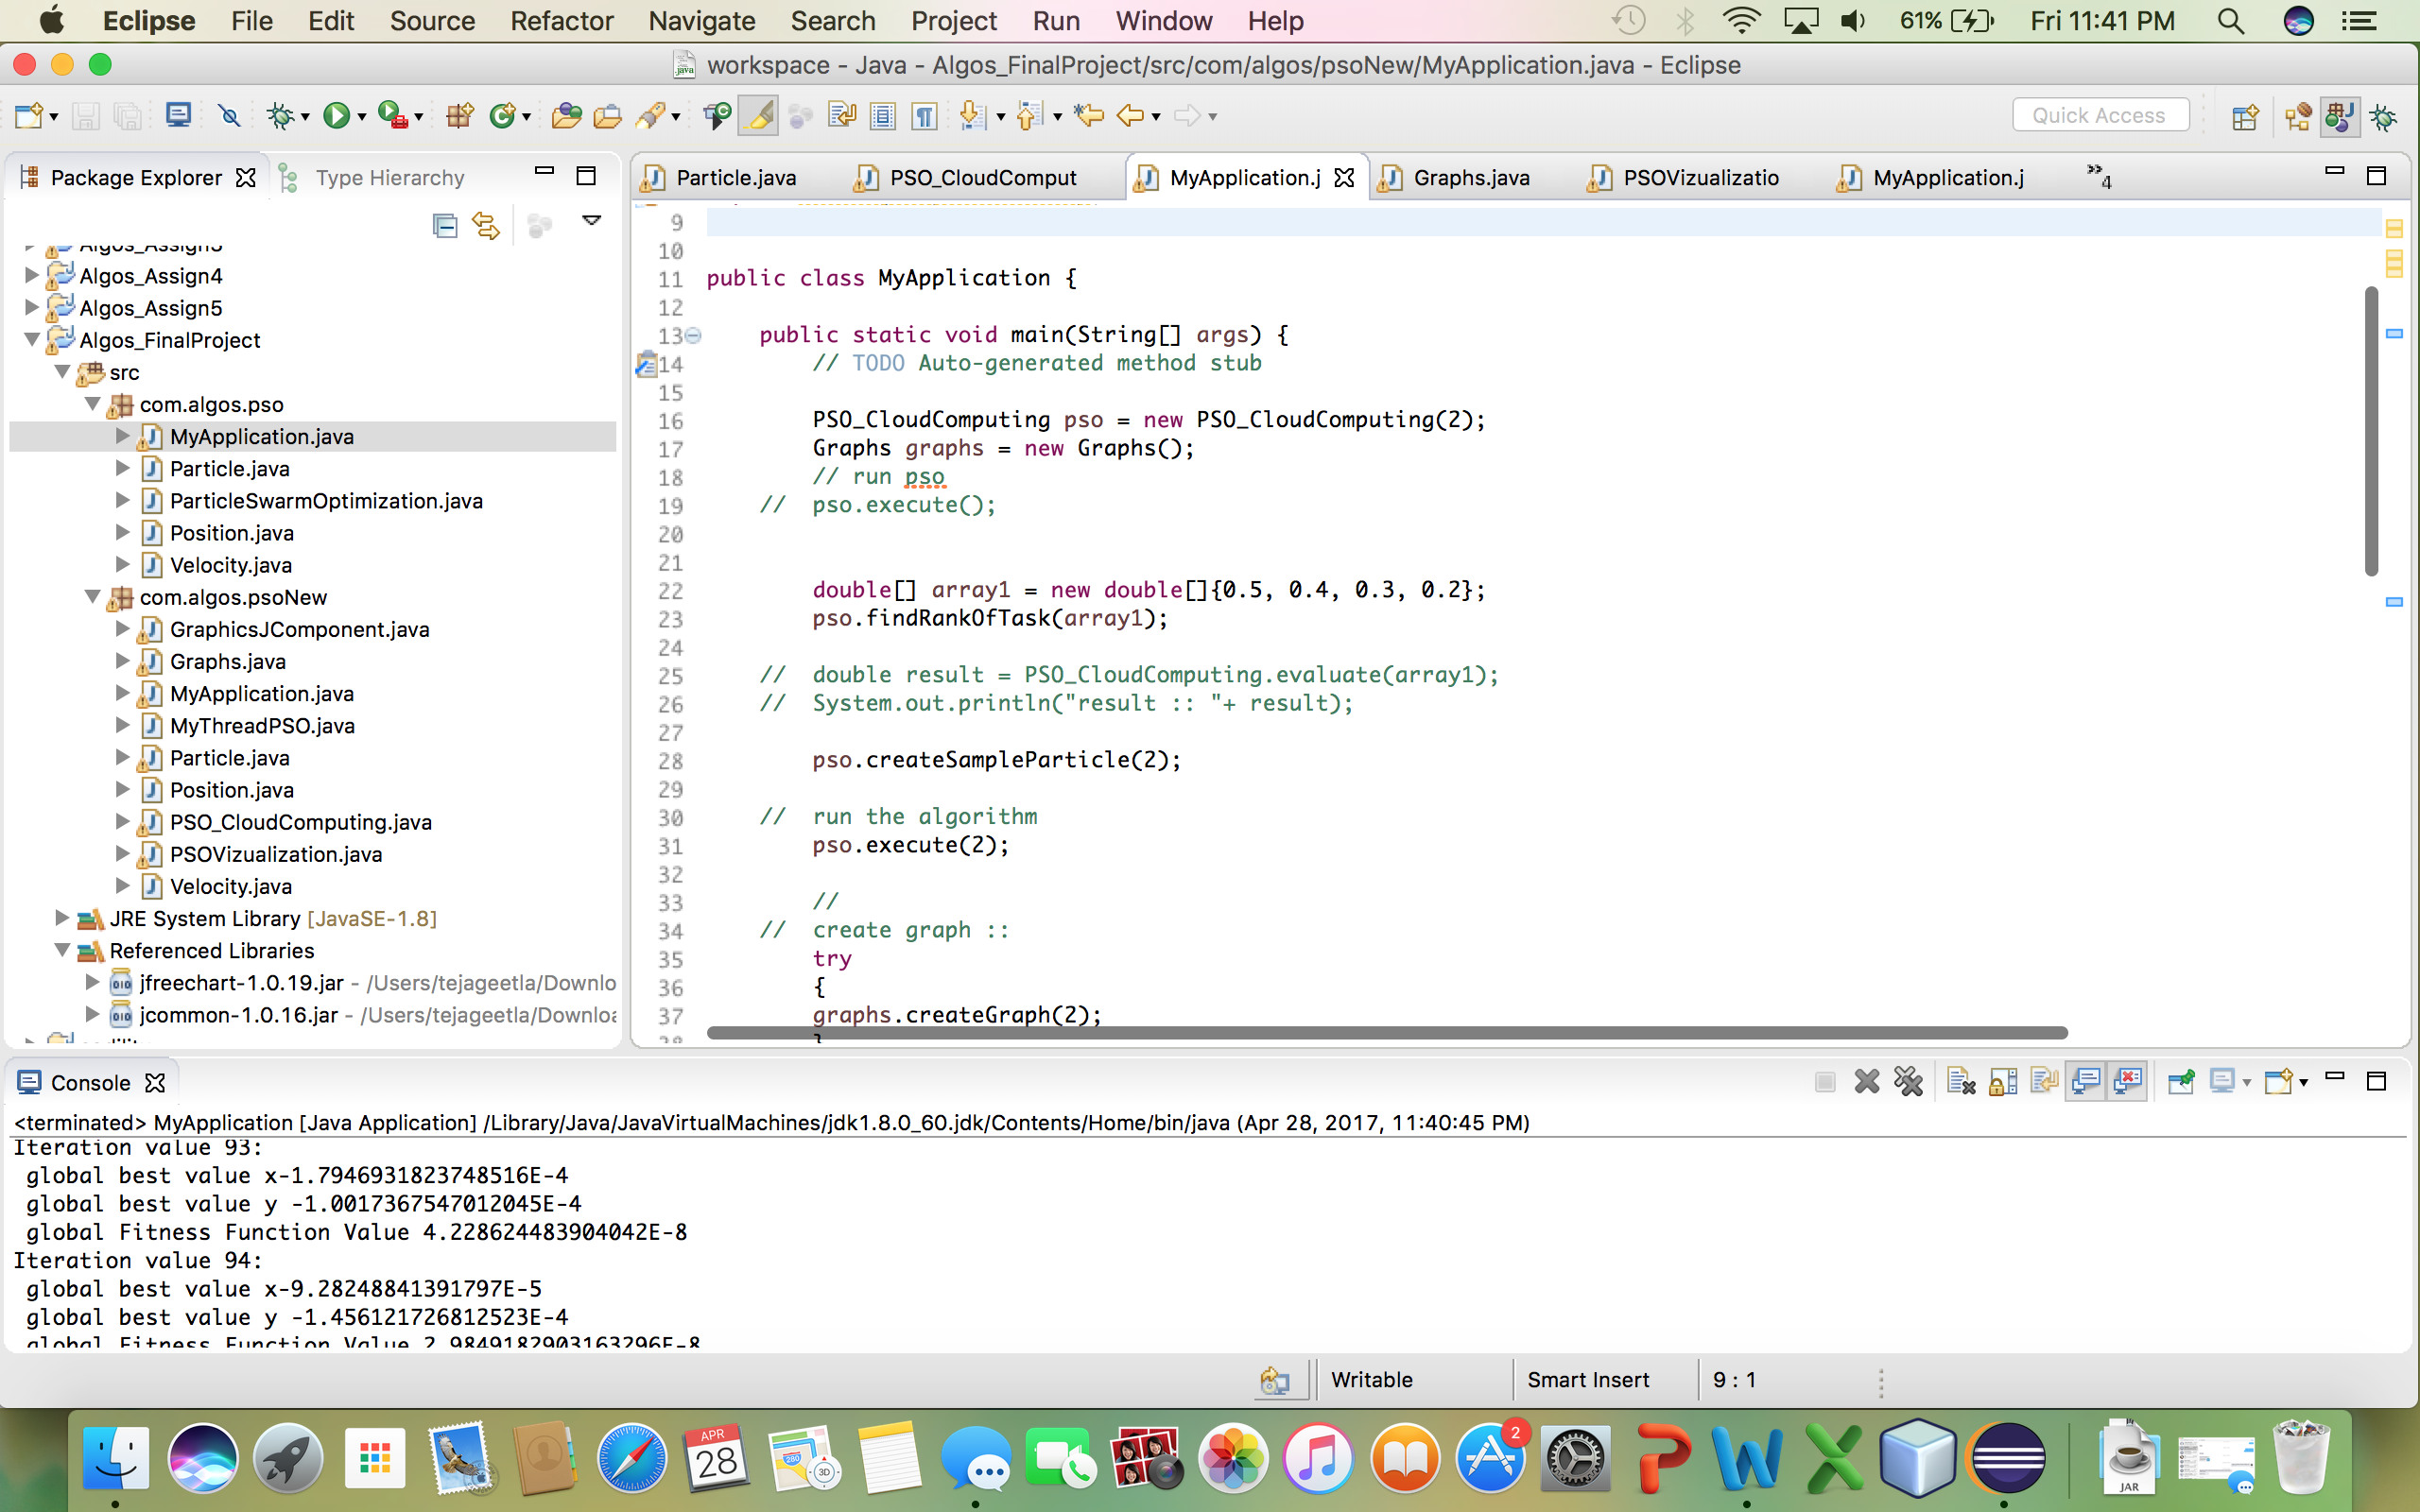 Eclipse File Edit Source Refactor Navigate Search Project Run Window Help 61% Fri 11:41 PM
workspace - Java - Algos_FinalProject/src/com/algos/psoNew/MyApplication.java - Eclipse
Quick Access
Package Explorer Type Hierarchy
Particle.java PSO_CloudComput MyApplication.j Graphs.java PSOVizualizatio MyApplication.j 4
Algos_Assign3
Algos_Assign4
Algos_Assign5
Algos_FinalProject
src
com.algos.pso
MyApplication.java
Particle.java
ParticleSwarmOptimization.java
Position.java
Velocity.java
com.algos.psoNew
GraphicsJComponent.java
Graphs.java
MyApplication.java
MyThreadPSO.java
Particle.java
Position.java
PSO_CloudComputing.java
PSOVizualization.java
Velocity.java
JRE System Library [JavaSE-1.8]
Referenced Libraries
jfreechart-1.0.19.jar - /Users/tejageetla/Downlo
jcommon-1.0.16.jar - /Users/tejageetla/Downloa
9
10
11 public class MyApplication {
12
13 public static void main(String[] args) {
14 // TODO Auto-generated method stub
15
16 PSO_CloudComputing pso = new PSO_CloudComputing(2);
17 Graphs graphs = new Graphs();
18 // run pso
19 // pso.execute();
20
21
22 double[] array1 = new double[]{0.5, 0.4, 0.3, 0.2};
23 pso.findRankOfTask(array1);
24
25 // double result = PSO_CloudComputing.evaluate(array1);
26 // System.out.println("result :: "+ result);
27
28 pso.createSampleParticle(2);
29
30 // run the algorithm
31 pso.execute(2);
32
33 //
34 // create graph ::
35 try
36 {
37 graphs.createGraph(2);
38 }
Console
<terminated> MyApplication [Java Application] /Library/Java/JavaVirtualMachines/jdk1.8.0_60.jdk/Contents/Home/bin/java (Apr 28, 2017, 11:40:45 PM)
Iteration value 93:
global best value x-1.7946931823748516E-4
global best value y -1.0017367547012045E-4
global Fitness Function Value 4.228624483904042E-8
Iteration value 94:
global best value x-9.28248841391797E-5
global best value y -1.456121726812523E-4
global Fitness Function Value 2.9849182903163296E-8
Writable Smart Insert 9 : 1
APR
28
280
3D
2
JAR